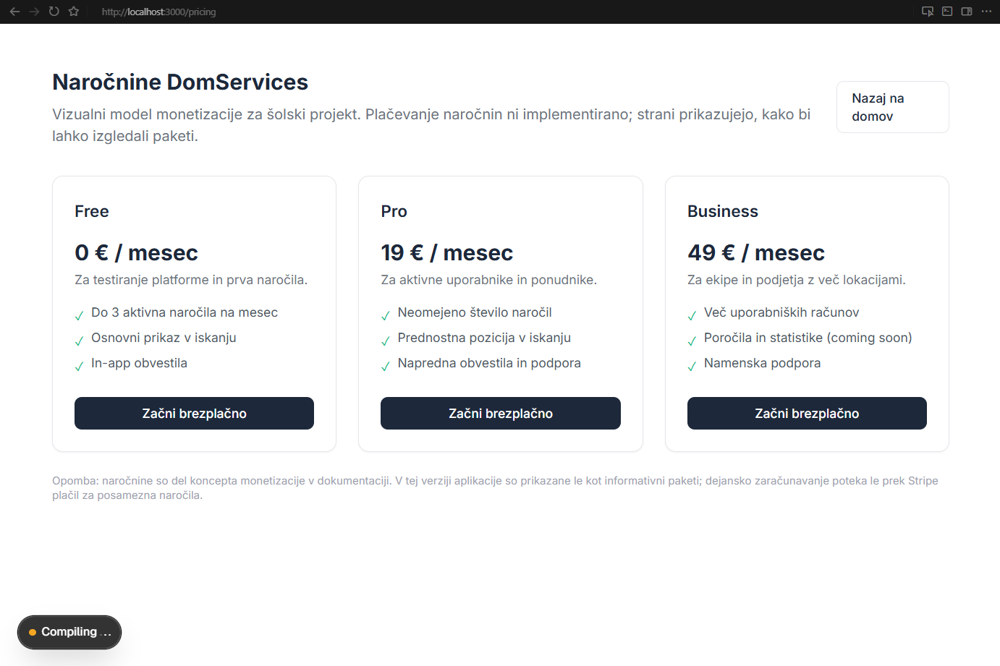 http://localhost:3000/pricing
Naročnine DomServices
Vizualni model monetizacije za šolski projekt. Plačevanje naročnin ni implementirano; strani prikazujejo, kako bi
lahko izgledali paketi.
Nazaj na
domov
Free
0 € / mesec
Za testiranje platforme in prva naročila.
✓ Do 3 aktivna naročila na mesec
✓ Osnovni prikaz v iskanju
✓ In-app obvestila
Začni brezplačno
Pro
19 € / mesec
Za aktivne uporabnike in ponudnike.
✓ Neomejeno število naročil
✓ Prednostna pozicija v iskanju
✓ Napredna obvestila in podpora
Začni brezplačno
Business
49 € / mesec
Za ekipe in podjetja z več lokacijami.
✓ Več uporabniških računov
✓ Poročila in statistike (coming soon)
✓ Namenska podpora
Začni brezplačno
Opomba: naročnine so del koncepta monetizacije v dokumentaciji. V tej verziji aplikacije so prikazane le kot informativni paketi; dejansko zaračunavanje poteka le prek Stripe
plačil za posamezna naročila.
Compiling ...